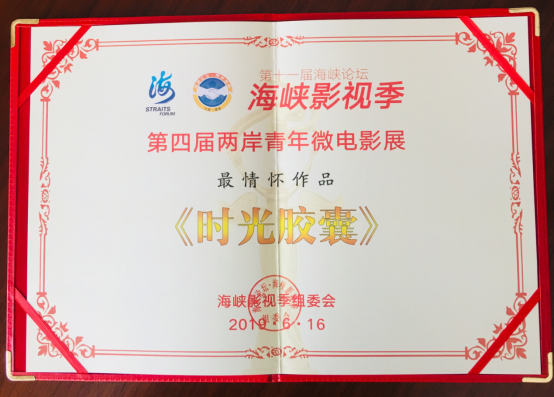 海
STRAITS
FORUM
第十一届海峡论坛
海峡影视季
第四届两岸青年微电影展
最情怀作品
《时光胶囊》
海峡影视季组委会
2019·6·16